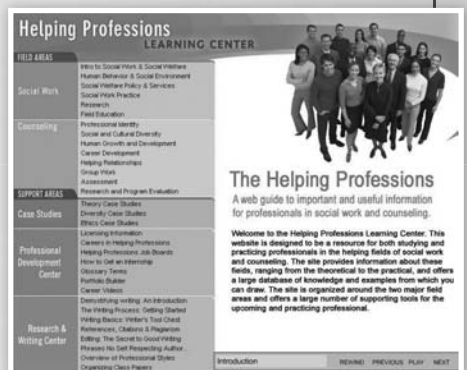 Helping Professions
LEARNING CENTER
FIELD AREAS
Social Work
Intro to Social Work & Social Welfare
Human Behavior & Social Environment
Social Welfare Policy & Services
Social Work Practice
Research
Field Education
Counseling
Professional Identity
Social and Cultural Diversity
Human Growth and Development
Career Development
Helping Relationships
Group Work
Assessment
Research and Program Evaluation
SUPPORT AREAS
Case Studies
Theory Case Studies
Diversity Case Studies
Ethics Case Studies
Professional
Development
Center
Licensing Information
Careers in Helping Professions
Helping Professions Job Boards
How to Get an Internship
Glossary Terms
Portfolio Builder
Career Videos
Research &
Writing Center
Demystifying writing: An Introduction
The Writing Process: Getting Started
Writing Basics: Writer's Tool Chest
References, Citations & Plagiarism
Editing: The Secret to Good Writing
Phrases No Self Respecting Author...
Overview of Professional Styles
Organizing Class Papers
The Helping Professions
A web guide to important and useful information
for professionals in social work and counseling.
Welcome to the Helping Professions Learning Center. This
website is designed to be a resource for both studying and
practicing professionals in the helping fields of social work
and counseling. The site provides information about these
fields, ranging from the theoretical to the practical, and offers
a large database of knowledge and examples from which you
can draw. The site is organized around the two major field
areas and offers a large number of supporting tools for the
upcoming and practicing professional.
Introduction
REWIND PREVIOUS PLAY NEXT